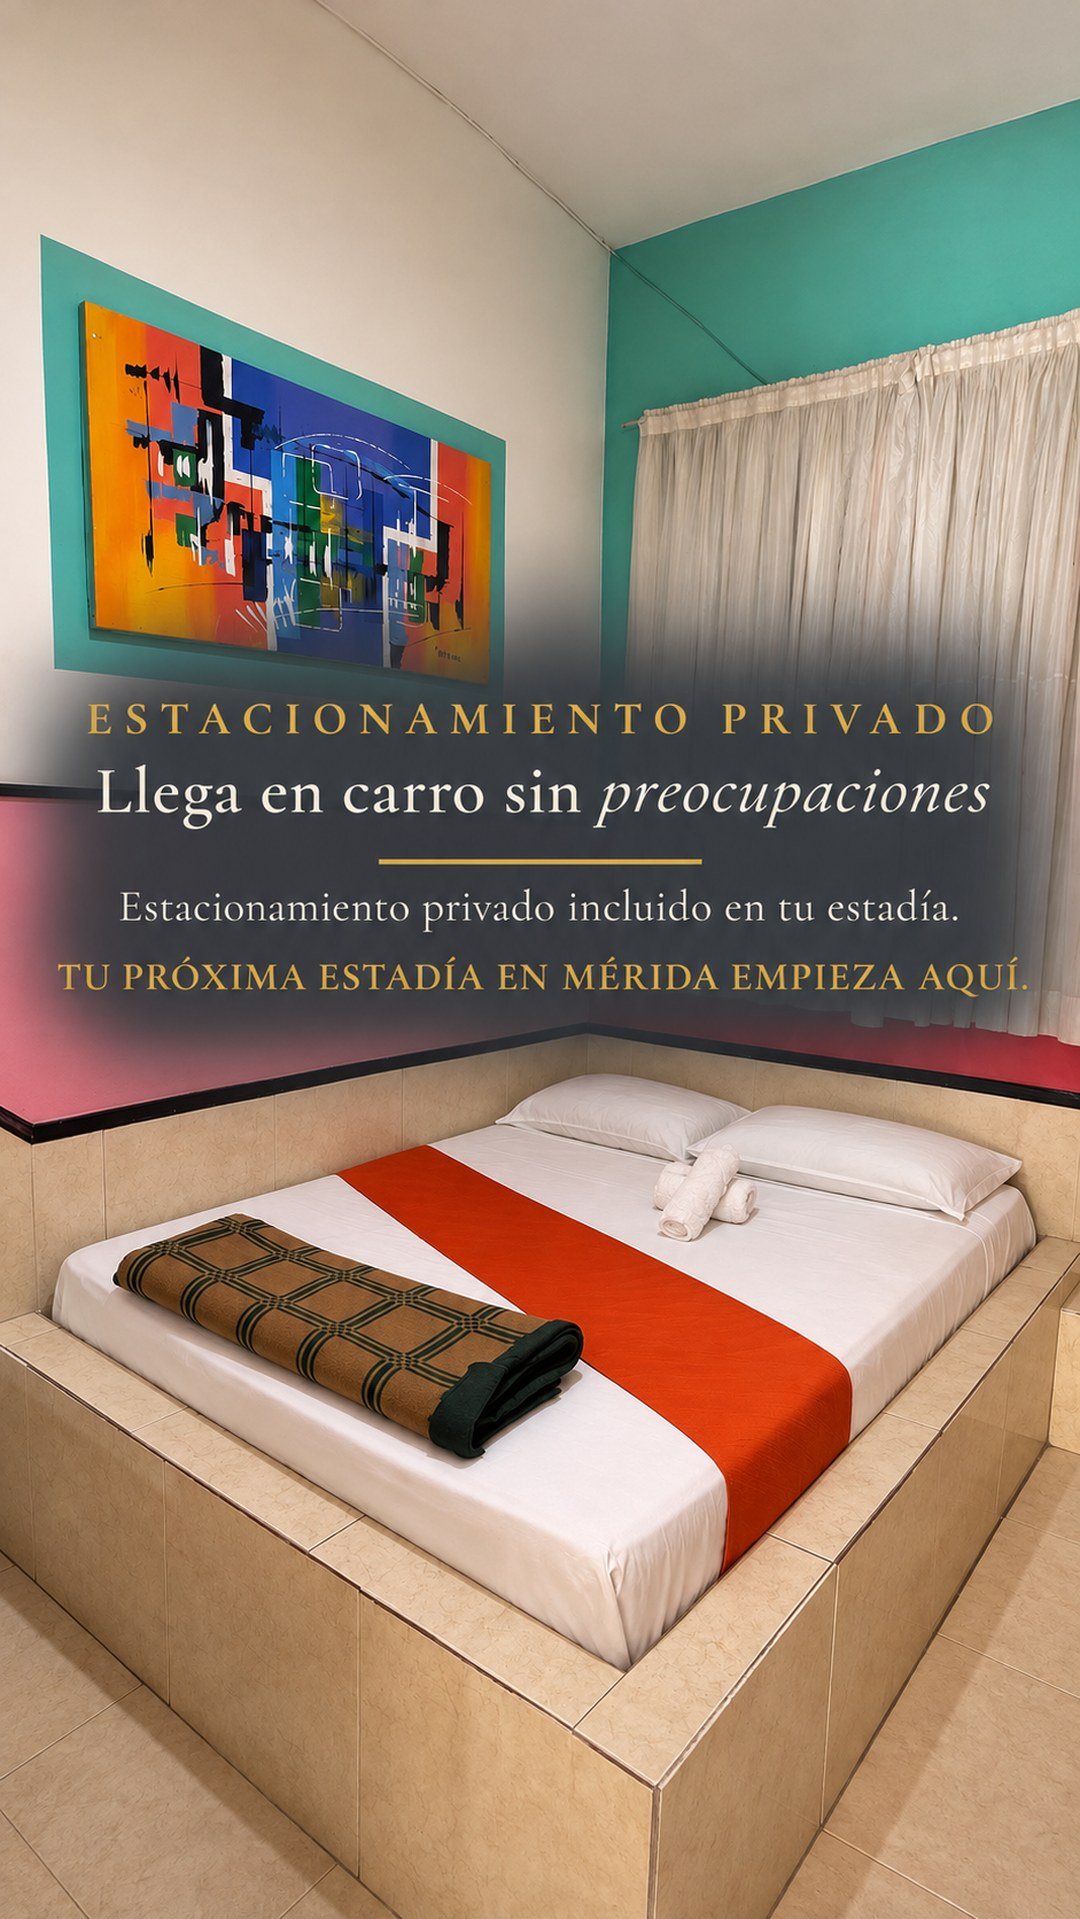 ESTACIONAMIENTO PRIVADO
Llega en carro sin preocupaciones
Estacionamiento privado incluido en tu estadía.
TU PRÓXIMA ESTADÍA EN MÉRIDA EMPIEZA AQUÍ.